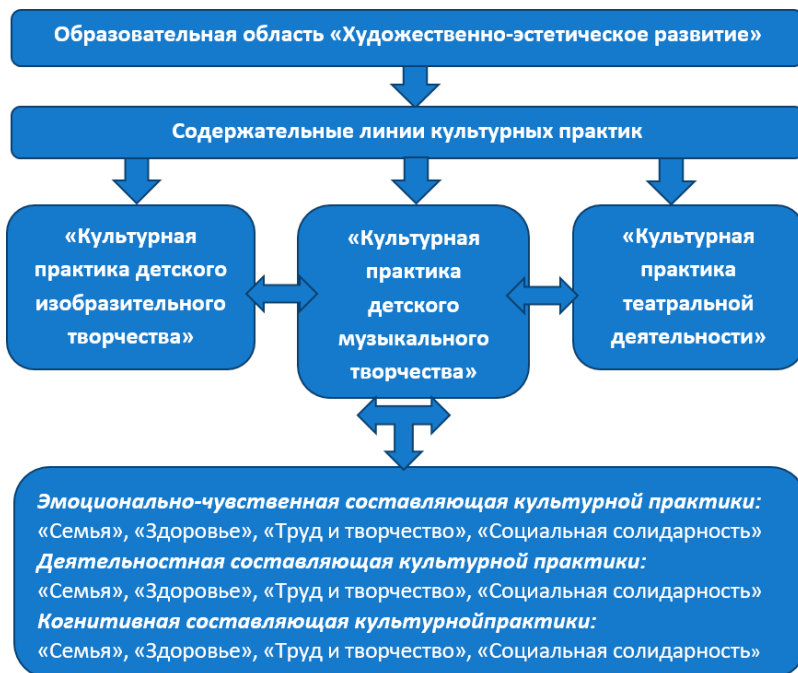 Образовательная область «Художественно-эстетическое развитие»
Содержательные линии культурных практик
«Культурная
практика детского
изобразительного
творчества»
«Культурная
практика
детского
музыкального
творчества»
«Культурная
практика
театральной
деятельности»
Эмоционально-чувственная составляющая культурной практики:
«Семья», «Здоровье», «Труд и творчество», «Социальная солидарность»
Деятельностная составляющая культурной практики:
«Семья», «Здоровье», «Труд и творчество», «Социальная солидарность»
Когнитивная составляющая культурнойпрактики:
«Семья», «Здоровье», «Труд и творчество», «Социальная солидарность»